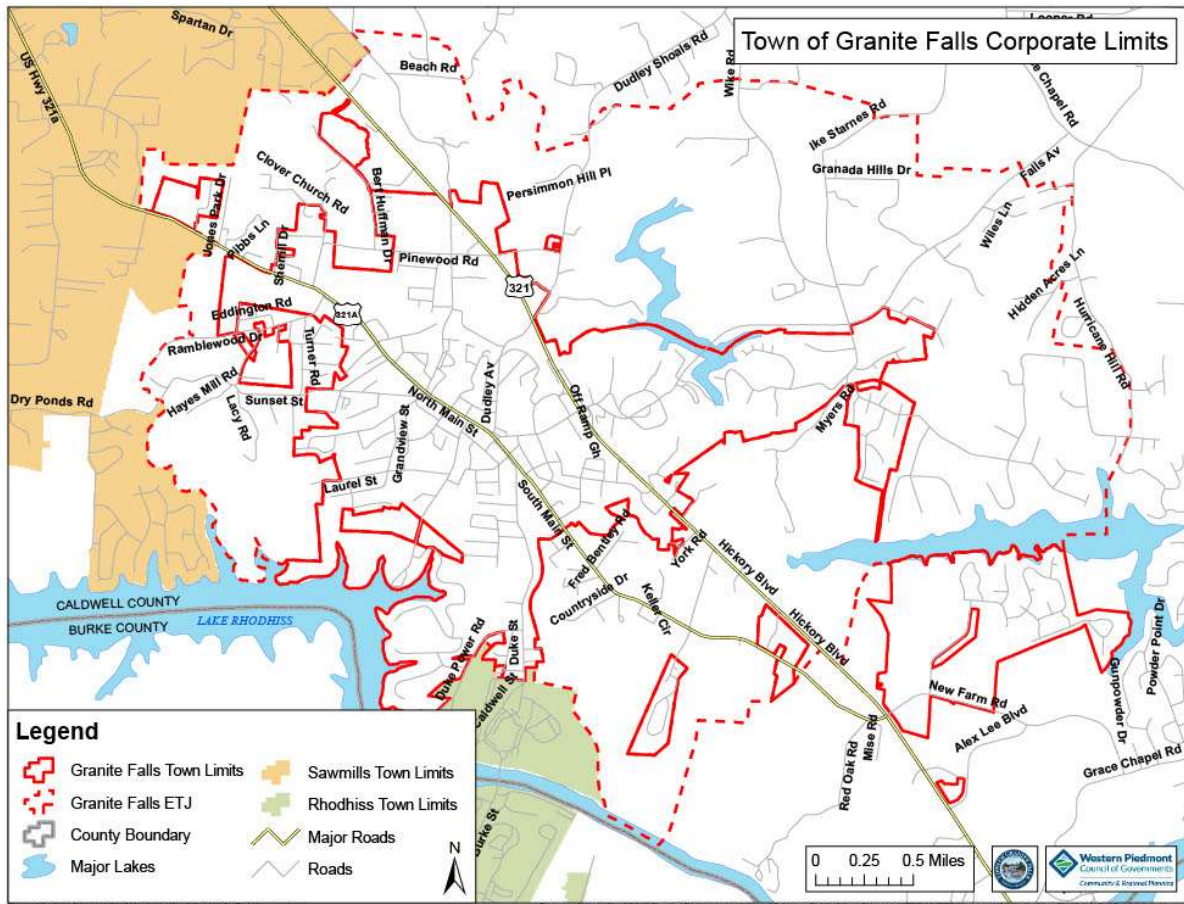 Town of Granite Falls Corporate Limits
Spartan Dr
US Hwy 321a
Beach Rd
Dudley Shoals Rd
Wike Rd
Chapel Rd
Ike Starnes Rd
Granada Hills Dr
Falls Av
Wiles Ln
Hidden Acres Ln
Hurricane Hill Rd
Clover Church Rd
Bert Huffman Dr
Persimmon Hill Pl
Jones Park Dr
Pibbs Ln
Sherrill Dr
Pinewood Rd
321
Eddington Rd
321A
Ramblewood Dr
Turner Rd
Hayes Mill Rd
Dry Ponds Rd
Lacy Rd
Sunset St
Grandview St
Dudley Av
North Main St
Off Ramp Gh
Myers Rd
Laurel St
South Main St
Fred Bentley Rd
York Rd
Hickory Blvd
Hickory Blvd
Countryside Dr
Keller Cir
CALDWELL COUNTY
BURKE COUNTY
LAKE RHODHISS
Duke Power Rd
Duke St
Caldwell St
Burke St
New Farm Rd
Alex Lee Blvd
Red Oak Rd
Mise Rd
Gunpowder Dr
Powder Point Dr
Grace Chapel Rd
Legend
Granite Falls Town Limits
Granite Falls ETJ
County Boundary
Major Lakes
Sawmills Town Limits
Rhodhiss Town Limits
Major Roads
Roads
N
0 0.25 0.5 Miles
Western Piedmont
Council of Governments
Community & Regional Planning